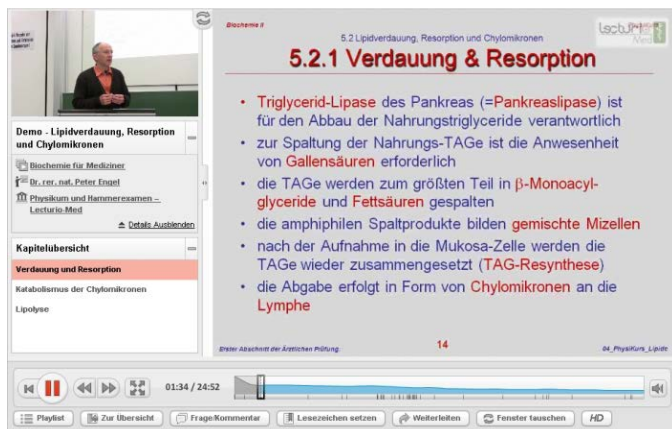 Biochemie II
5.2 Lipidverdauung, Resorption und Chylomikronen
Lecturio
Med
5.2.1 Verdauung & Resorption
• Triglycerid-Lipase des Pankreas (=Pankreaslipase) ist
für den Abbau der Nahrungstriglyceride verantwortlich
• zur Spaltung der Nahrungs-TAGe ist die Anwesenheit
von Gallensäuren erforderlich
• die TAGe werden zum größten Teil in β-Monoacyl-
glyceride und Fettsäuren gespalten
• die amphiphilen Spaltprodukte bilden gemischte Mizellen
• nach der Aufnahme in die Mukosa-Zelle werden die
TAGe wieder zusammengesetzt (TAG-Resynthese)
• die Abgabe erfolgt in Form von Chylomikronen an die
Lymphe
Erster Abschnitt der Ärztlichen Prüfung.
14
04_PhysiKurs_Lipide
Demo - Lipidverdauung, Resorption
und Chylomikronen
Biochemie für Mediziner
Dr. rer. nat. Peter Engel
Physikum und Hammerexamen –
Lecturio-Med
Details Ausblenden
Kapitelübersicht
Verdauung und Resorption
Katabolismus der Chylomikronen
Lipolyse
01:34 / 24:52
Playlist
Zur Übersicht
Frage/Kommentar
Lesezeichen setzen
Weiterleiten
Fenster tauschen
HD